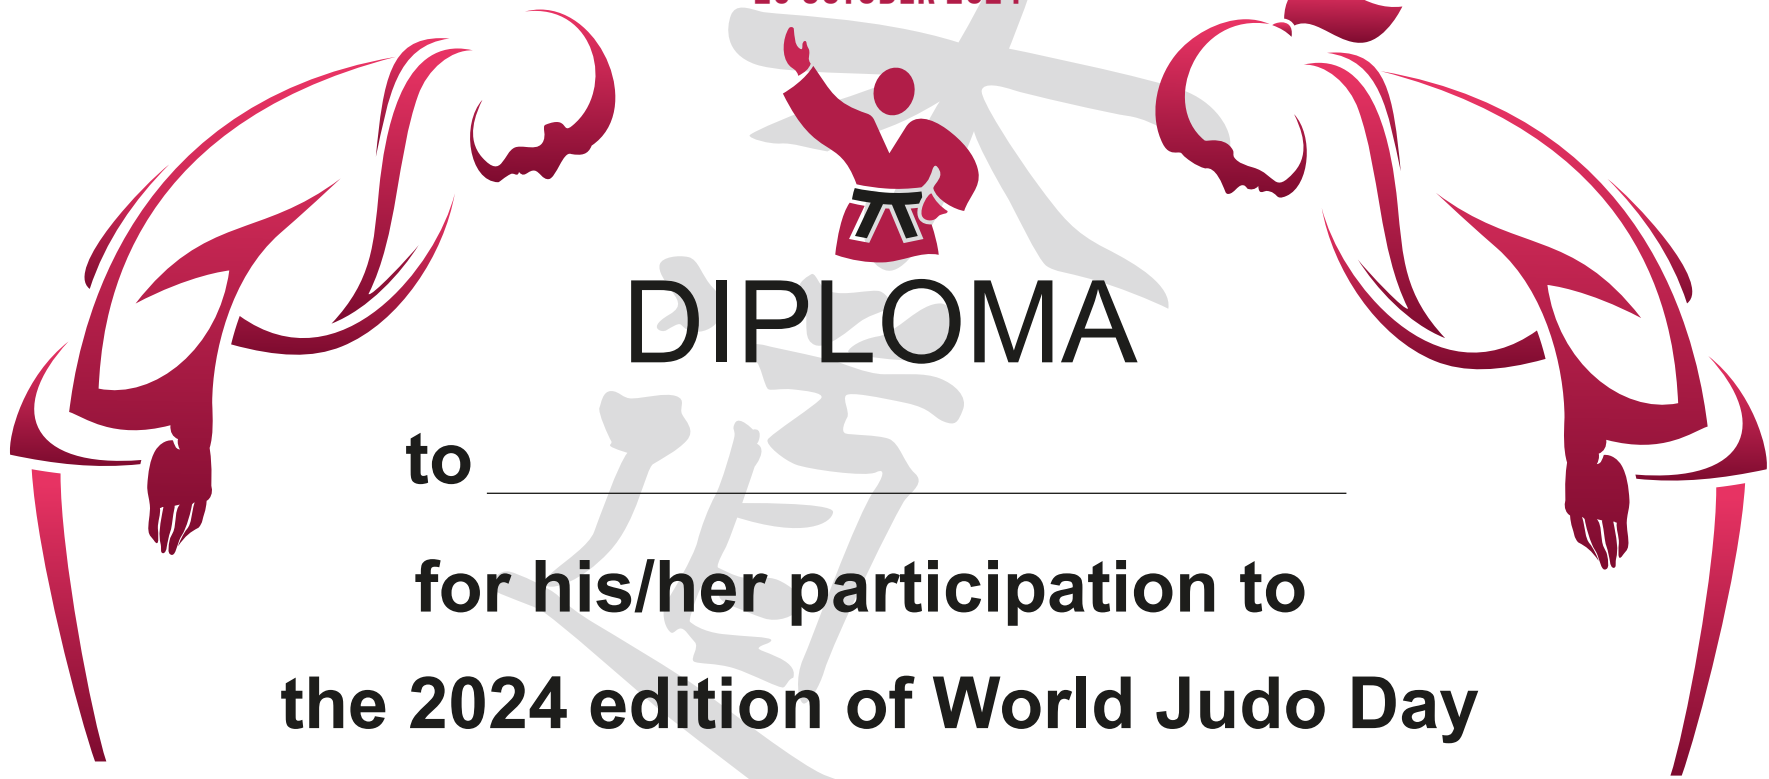 DIPLOMA
to
for his/her participation to
the 2024 edition of World Judo Day